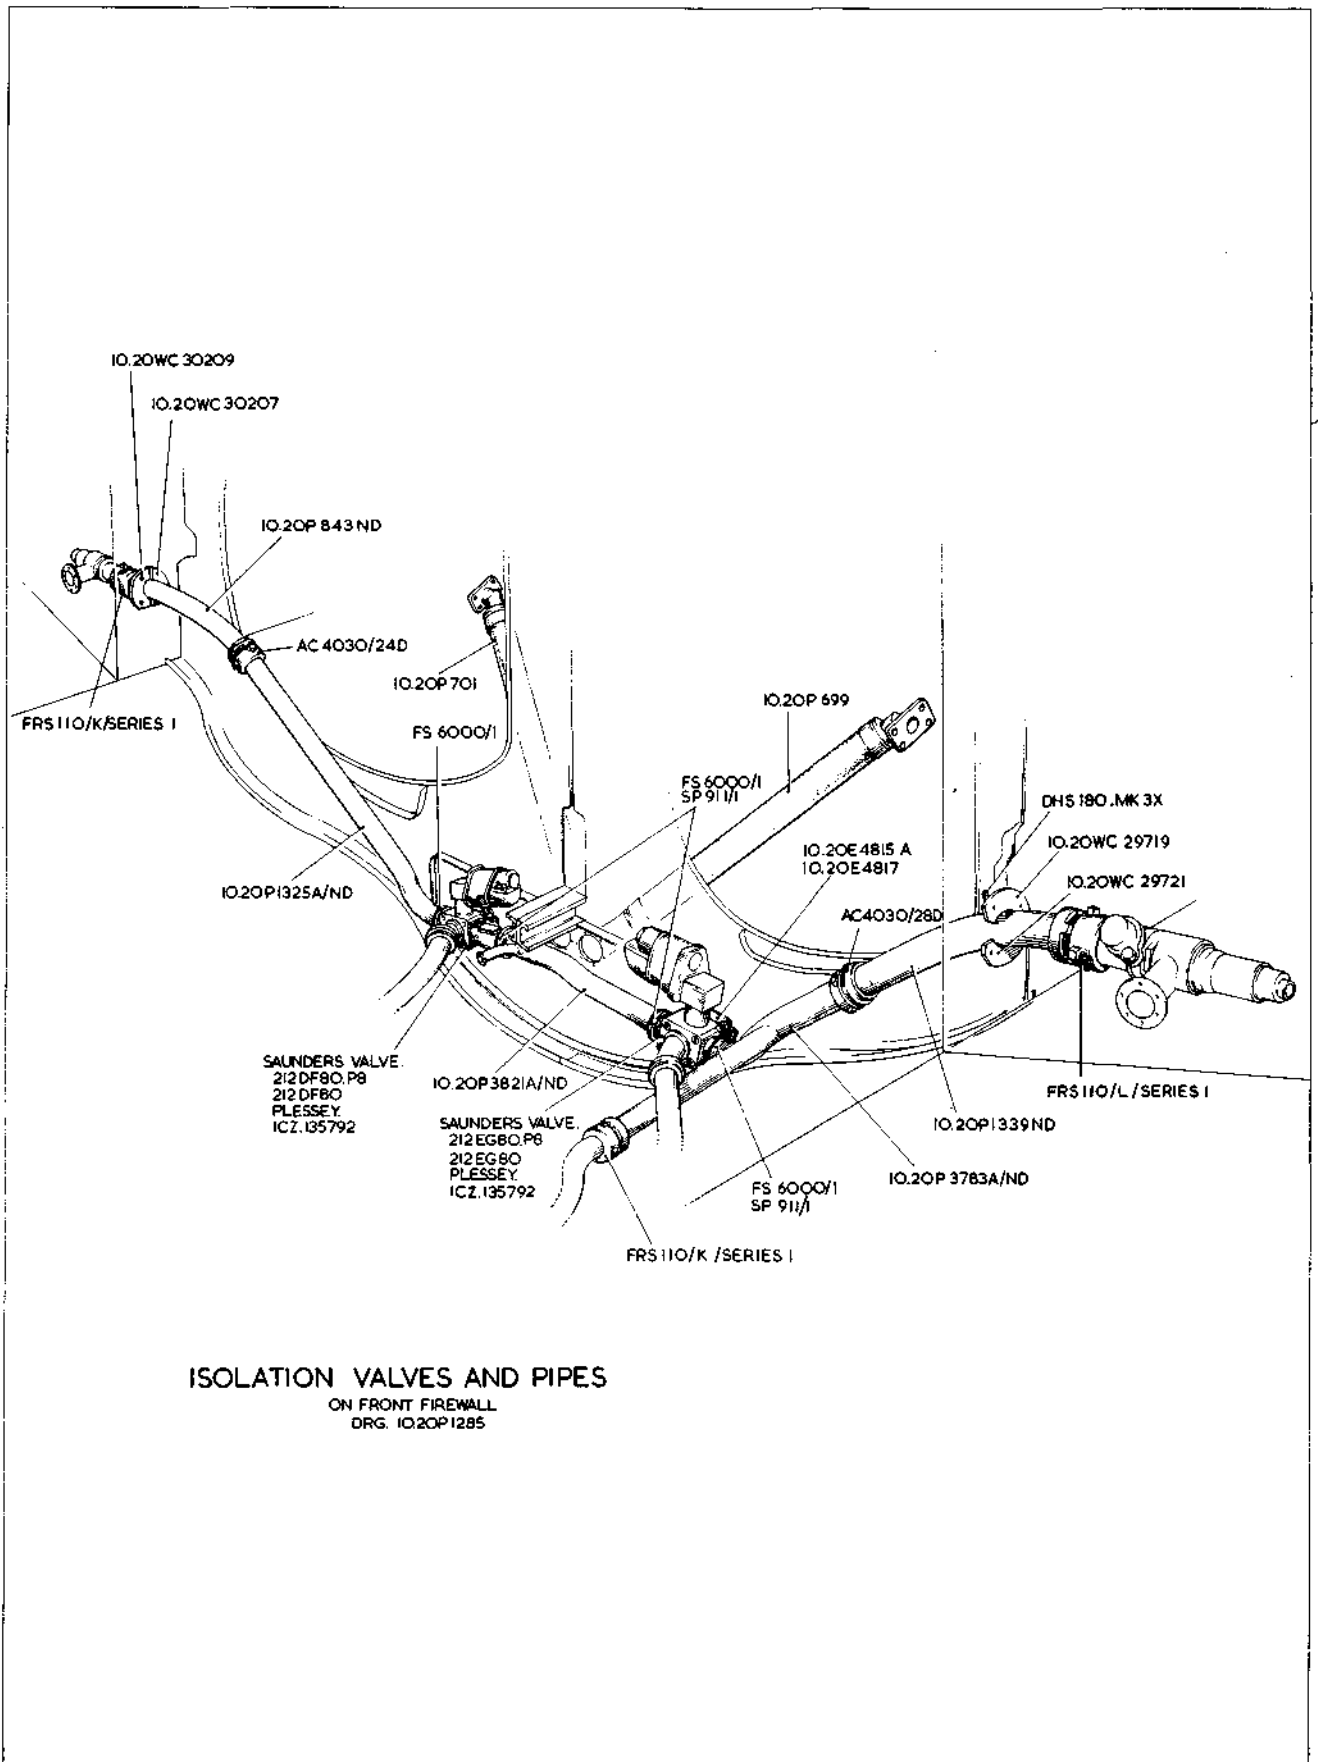 10.20WC 30209
10.20WC 30207
10.20P 843 ND
AC 4030/24D
10.20P 701
FRS 110/K/SERIES 1
FS 6000/1
10.20P 699
FS 6000/1
SP 911/1
DHS 180.MK 3X
10.20WC 29719
10.20E 4815 A
10.20E 4817
10.20WC 29721
10.20P1325A/ND
AC4030/28D
SAUNDERS VALVE.
212 DF80.P8
212 DF80
PLESSEY.
1CZ.135792
10.20P3821A/ND
SAUNDERS VALVE.
212 EG80.P8
212 EG 80
PLESSEY.
1CZ.135792
FRS 110/L/SERIES 1
10.20P1339ND
10.20P 3783A/ND
FS 6000/1
SP 911/1
FRS 110/K /SERIES 1
ISOLATION VALVES AND PIPES
ON FRONT FIREWALL
DRG. 10.20P1285